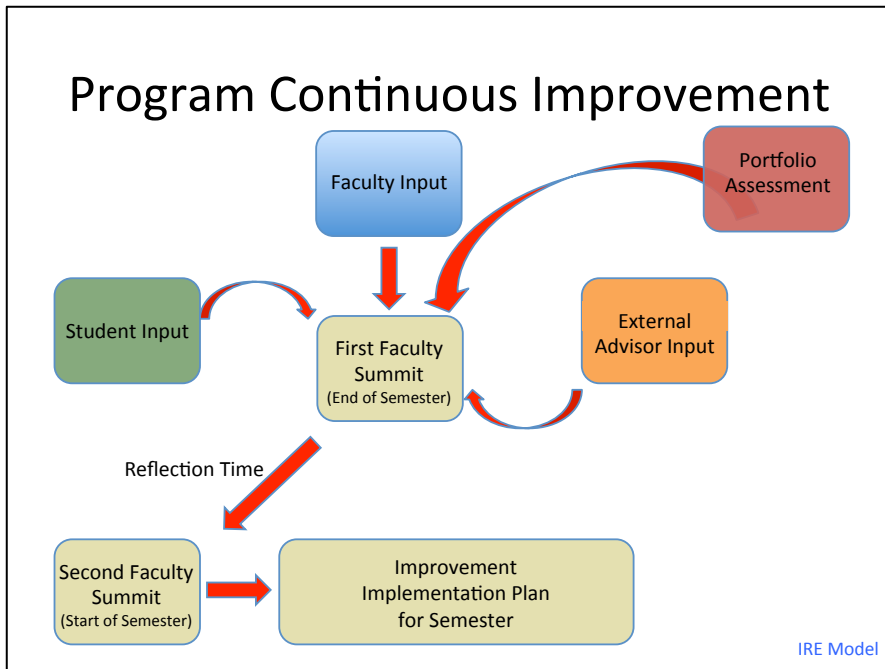 Program Continuous Improvement
Faculty Input
Portfolio
Assessment
Student Input
External
Advisor Input
First Faculty
Summit
(End of Semester)
Reflection Time
Second Faculty
Summit
(Start of Semester)
Improvement
Implementation Plan
for Semester
IRE Model